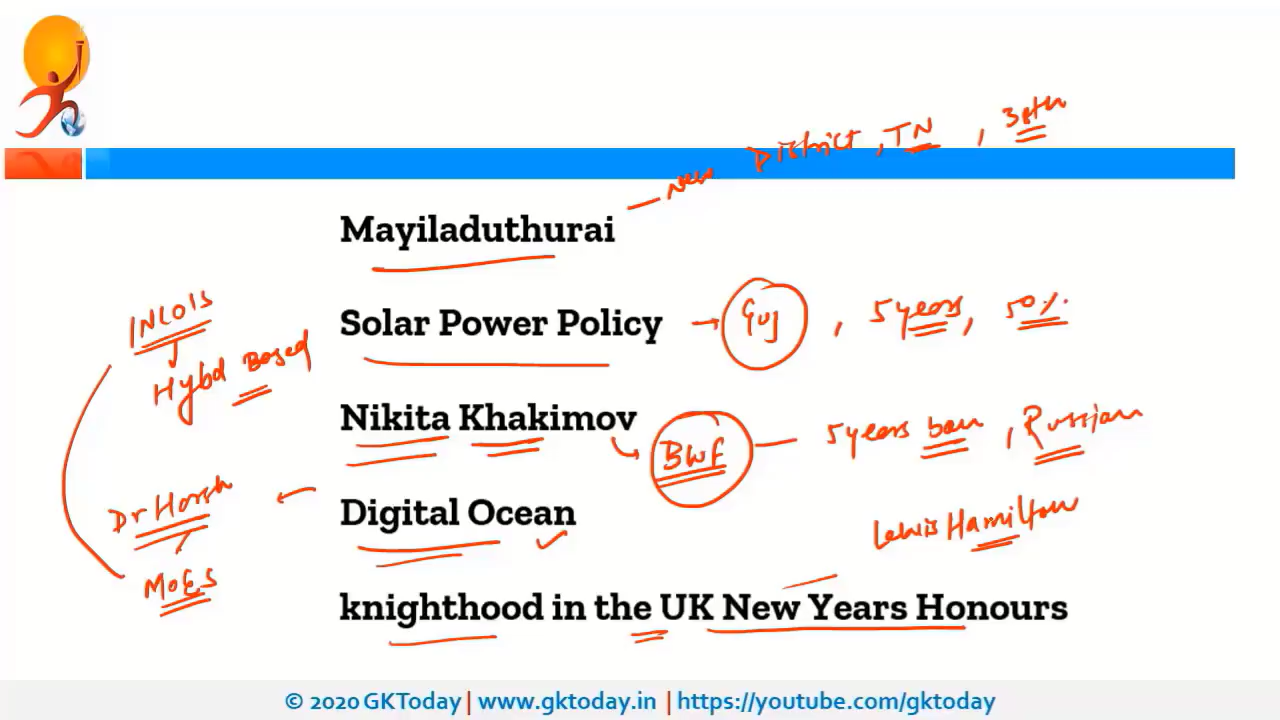 new District, TN, 38th
Mayiladuthurai
INCOIS
Solar Power Policy → Guj, 5 years, 50%
Hybd Based
Nikita Khakimov
BWF — 5 years ban, Russian
Dr Harsh
Digital Ocean
Lewis Hamilton
MoES
knighthood in the UK New Years Honours
© 2020 GKToday | www.gktoday.in | https://youtube.com/gktoday